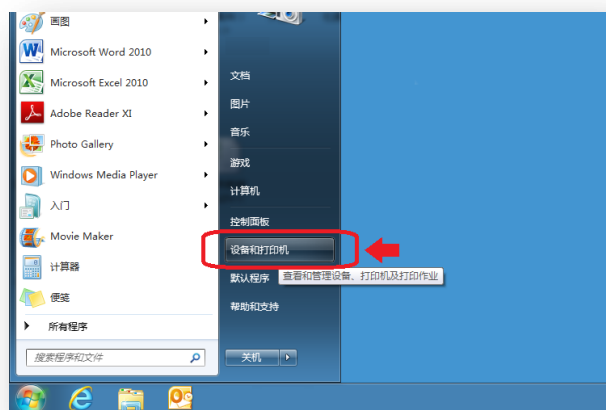 画图
Microsoft Word 2010
Microsoft Excel 2010
Adobe Reader XI
Photo Gallery
Windows Media Player
入门
Movie Maker
计算器
便笺
所有程序
搜索程序和文件
文档
图片
音乐
游戏
计算机
控制面板
设备和打印机
默认程序
查看和管理设备、打印机及打印作业
帮助和支持
关机